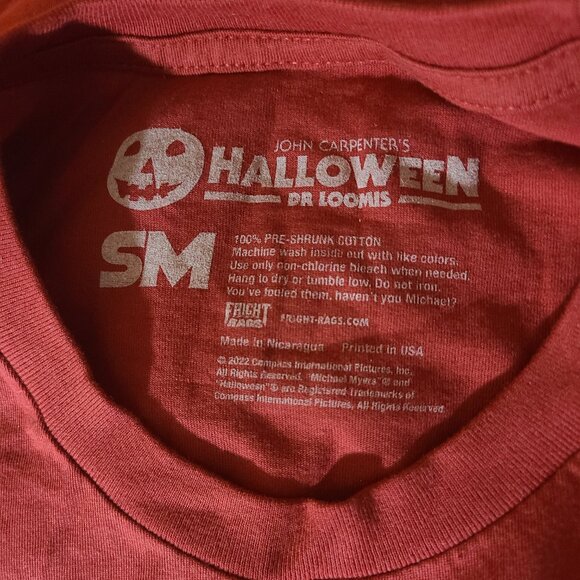 JOHN CARPENTER'S
HALLOWEEN
DR LOOMIS
SM
100% PRE-SHRUNK COTTON
Machine wash inside out with like colors.
Use only non-chlorine bleach when needed.
Hang to dry or tumble low. Do not iron.
You've fouled them, haven't you Michael?
FRIGHT RAGS
FRIGHT-RAGS.COM
Made in Nicaragua Printed in USA
© 2022 Compass International Pictures, Inc.
All Rights Reserved. "Michael Myers"® and
"Halloween"® are Registered Trademarks of
Compass International Pictures. All Rights Reserved.